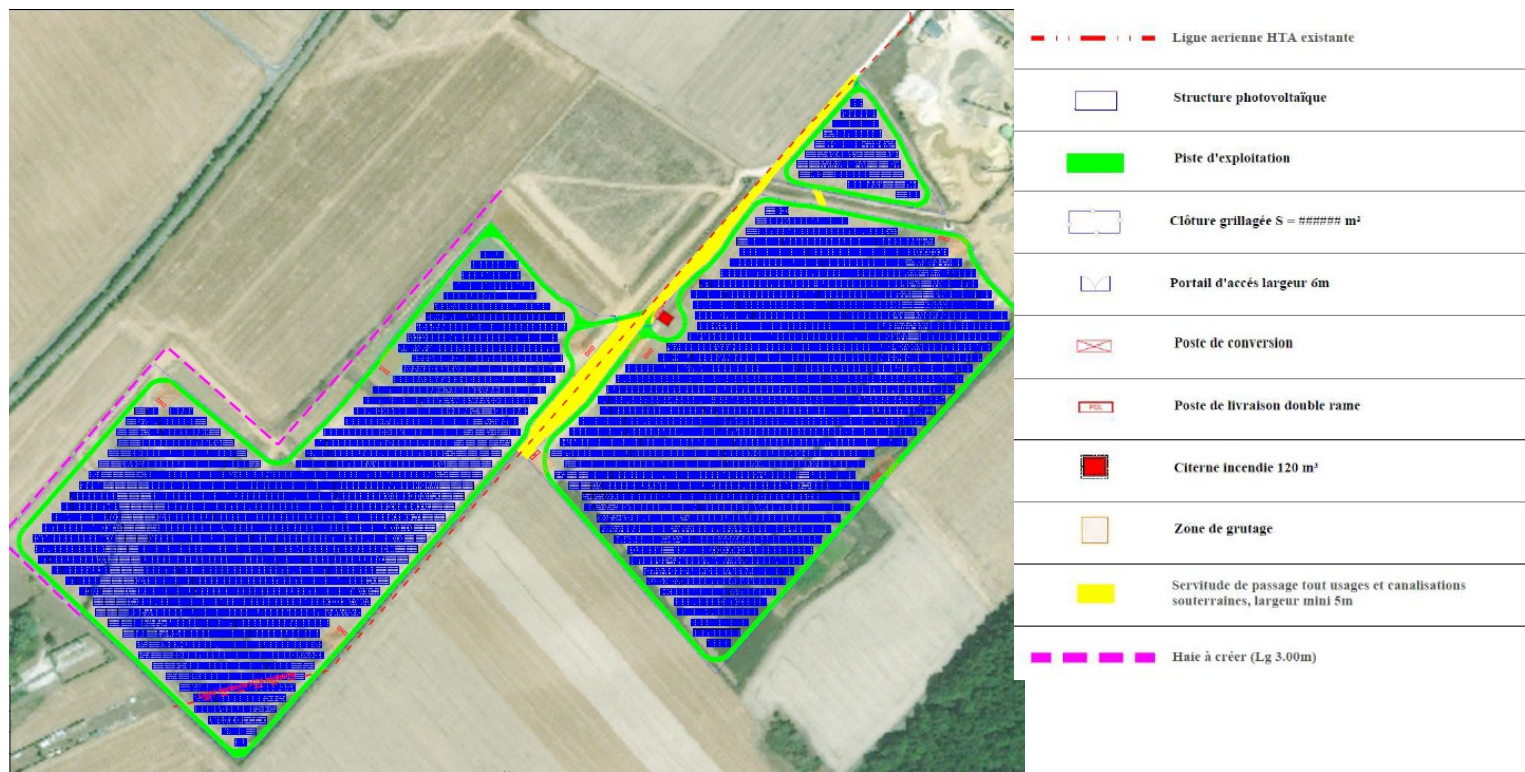 Ligne aerienne HTA existante
Structure photovoltaïque
Piste d'exploitation
Clôture grillagée S = ###### m²
Portail d'accés largeur 6m
Poste de conversion
PDL
Poste de livraison double rame
Citerne incendie 120 m³
Zone de grutage
Servitude de passage tout usages et canalisations
souterraines, largeur mini 5m
Haie à créer (Lg 3.00m)